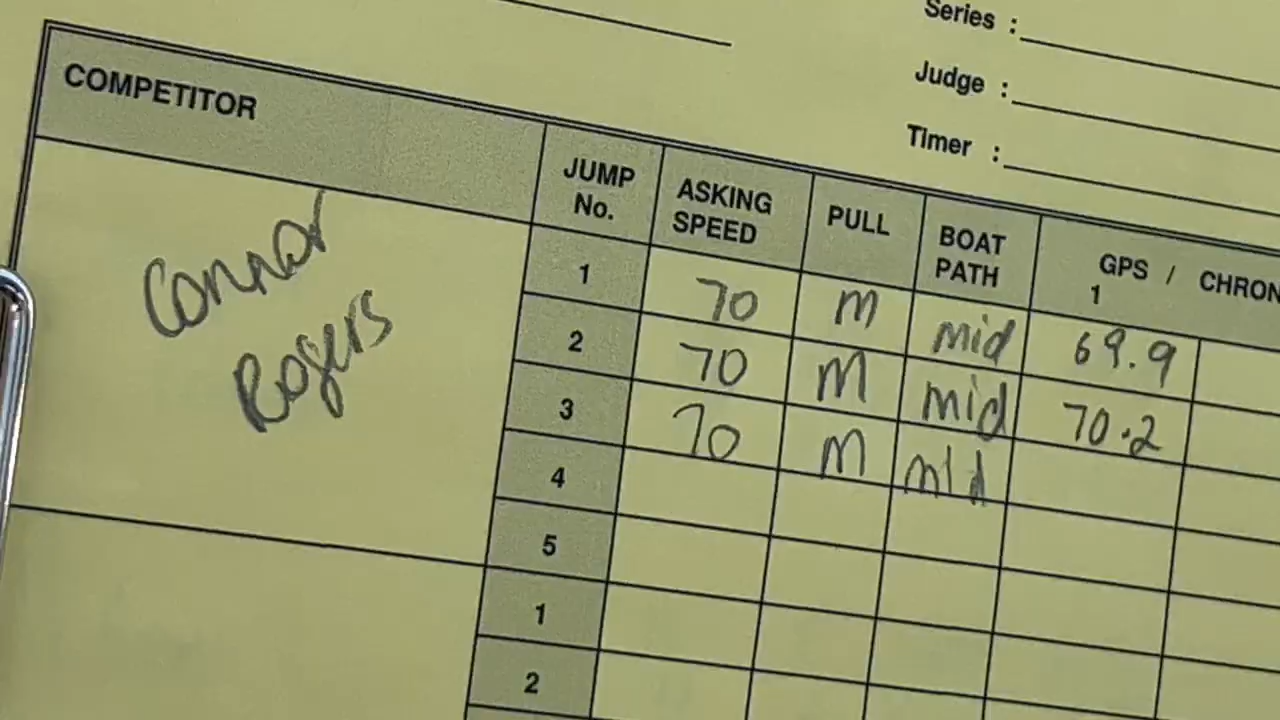 Series :
Judge :
Timer :
COMPETITOR
JUMP No.
ASKING SPEED
PULL
BOAT PATH
GPS / CHRON
1
Connor
Rogers
1 70 m mid 69.9
2 70 m mid 70.2
3 70 m mid
4
5
1
2